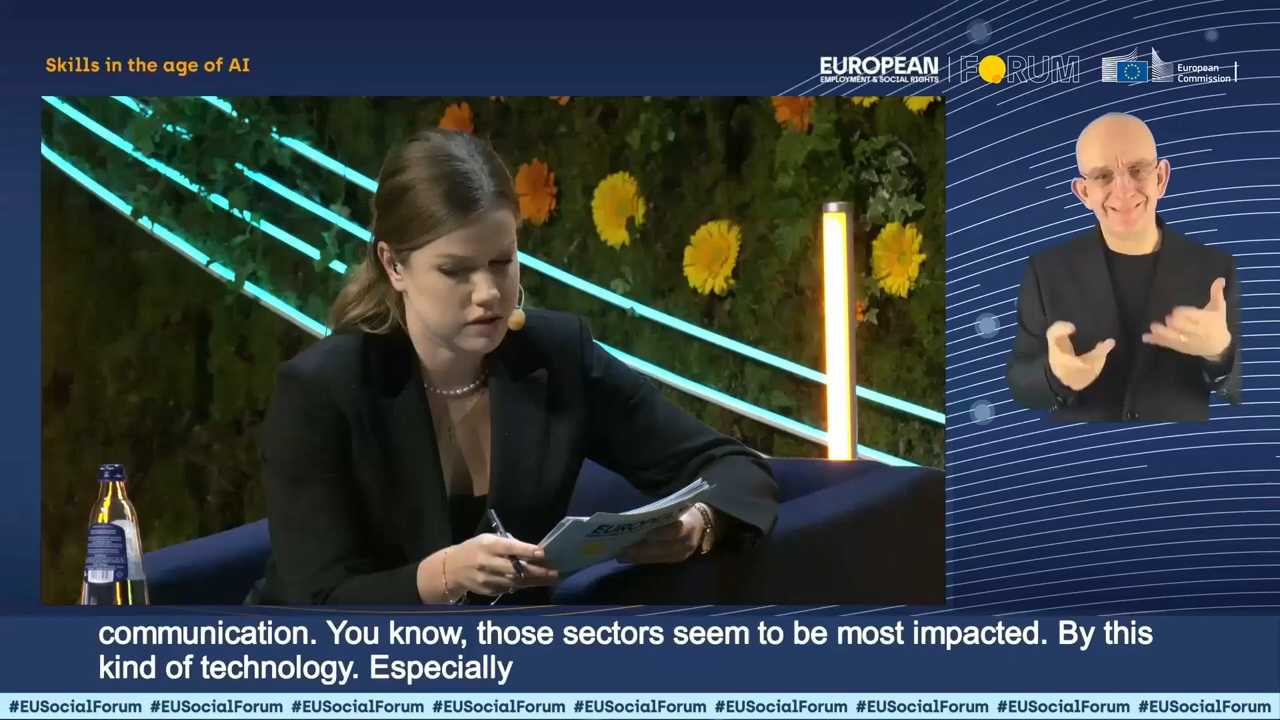 Skills in the age of AI
EUROPEAN
EMPLOYMENT & SOCIAL RIGHTS
FORUM
European
Commission
EUROPEAN
communication. You know, those sectors seem to be most impacted. By this
kind of technology. Especially
#EUSocialForum #EUSocialForum #EUSocialForum #EUSocialForum #EUSocialForum #EUSocialForum #EUSocialForum #EUSocialForum #EUSocialForum